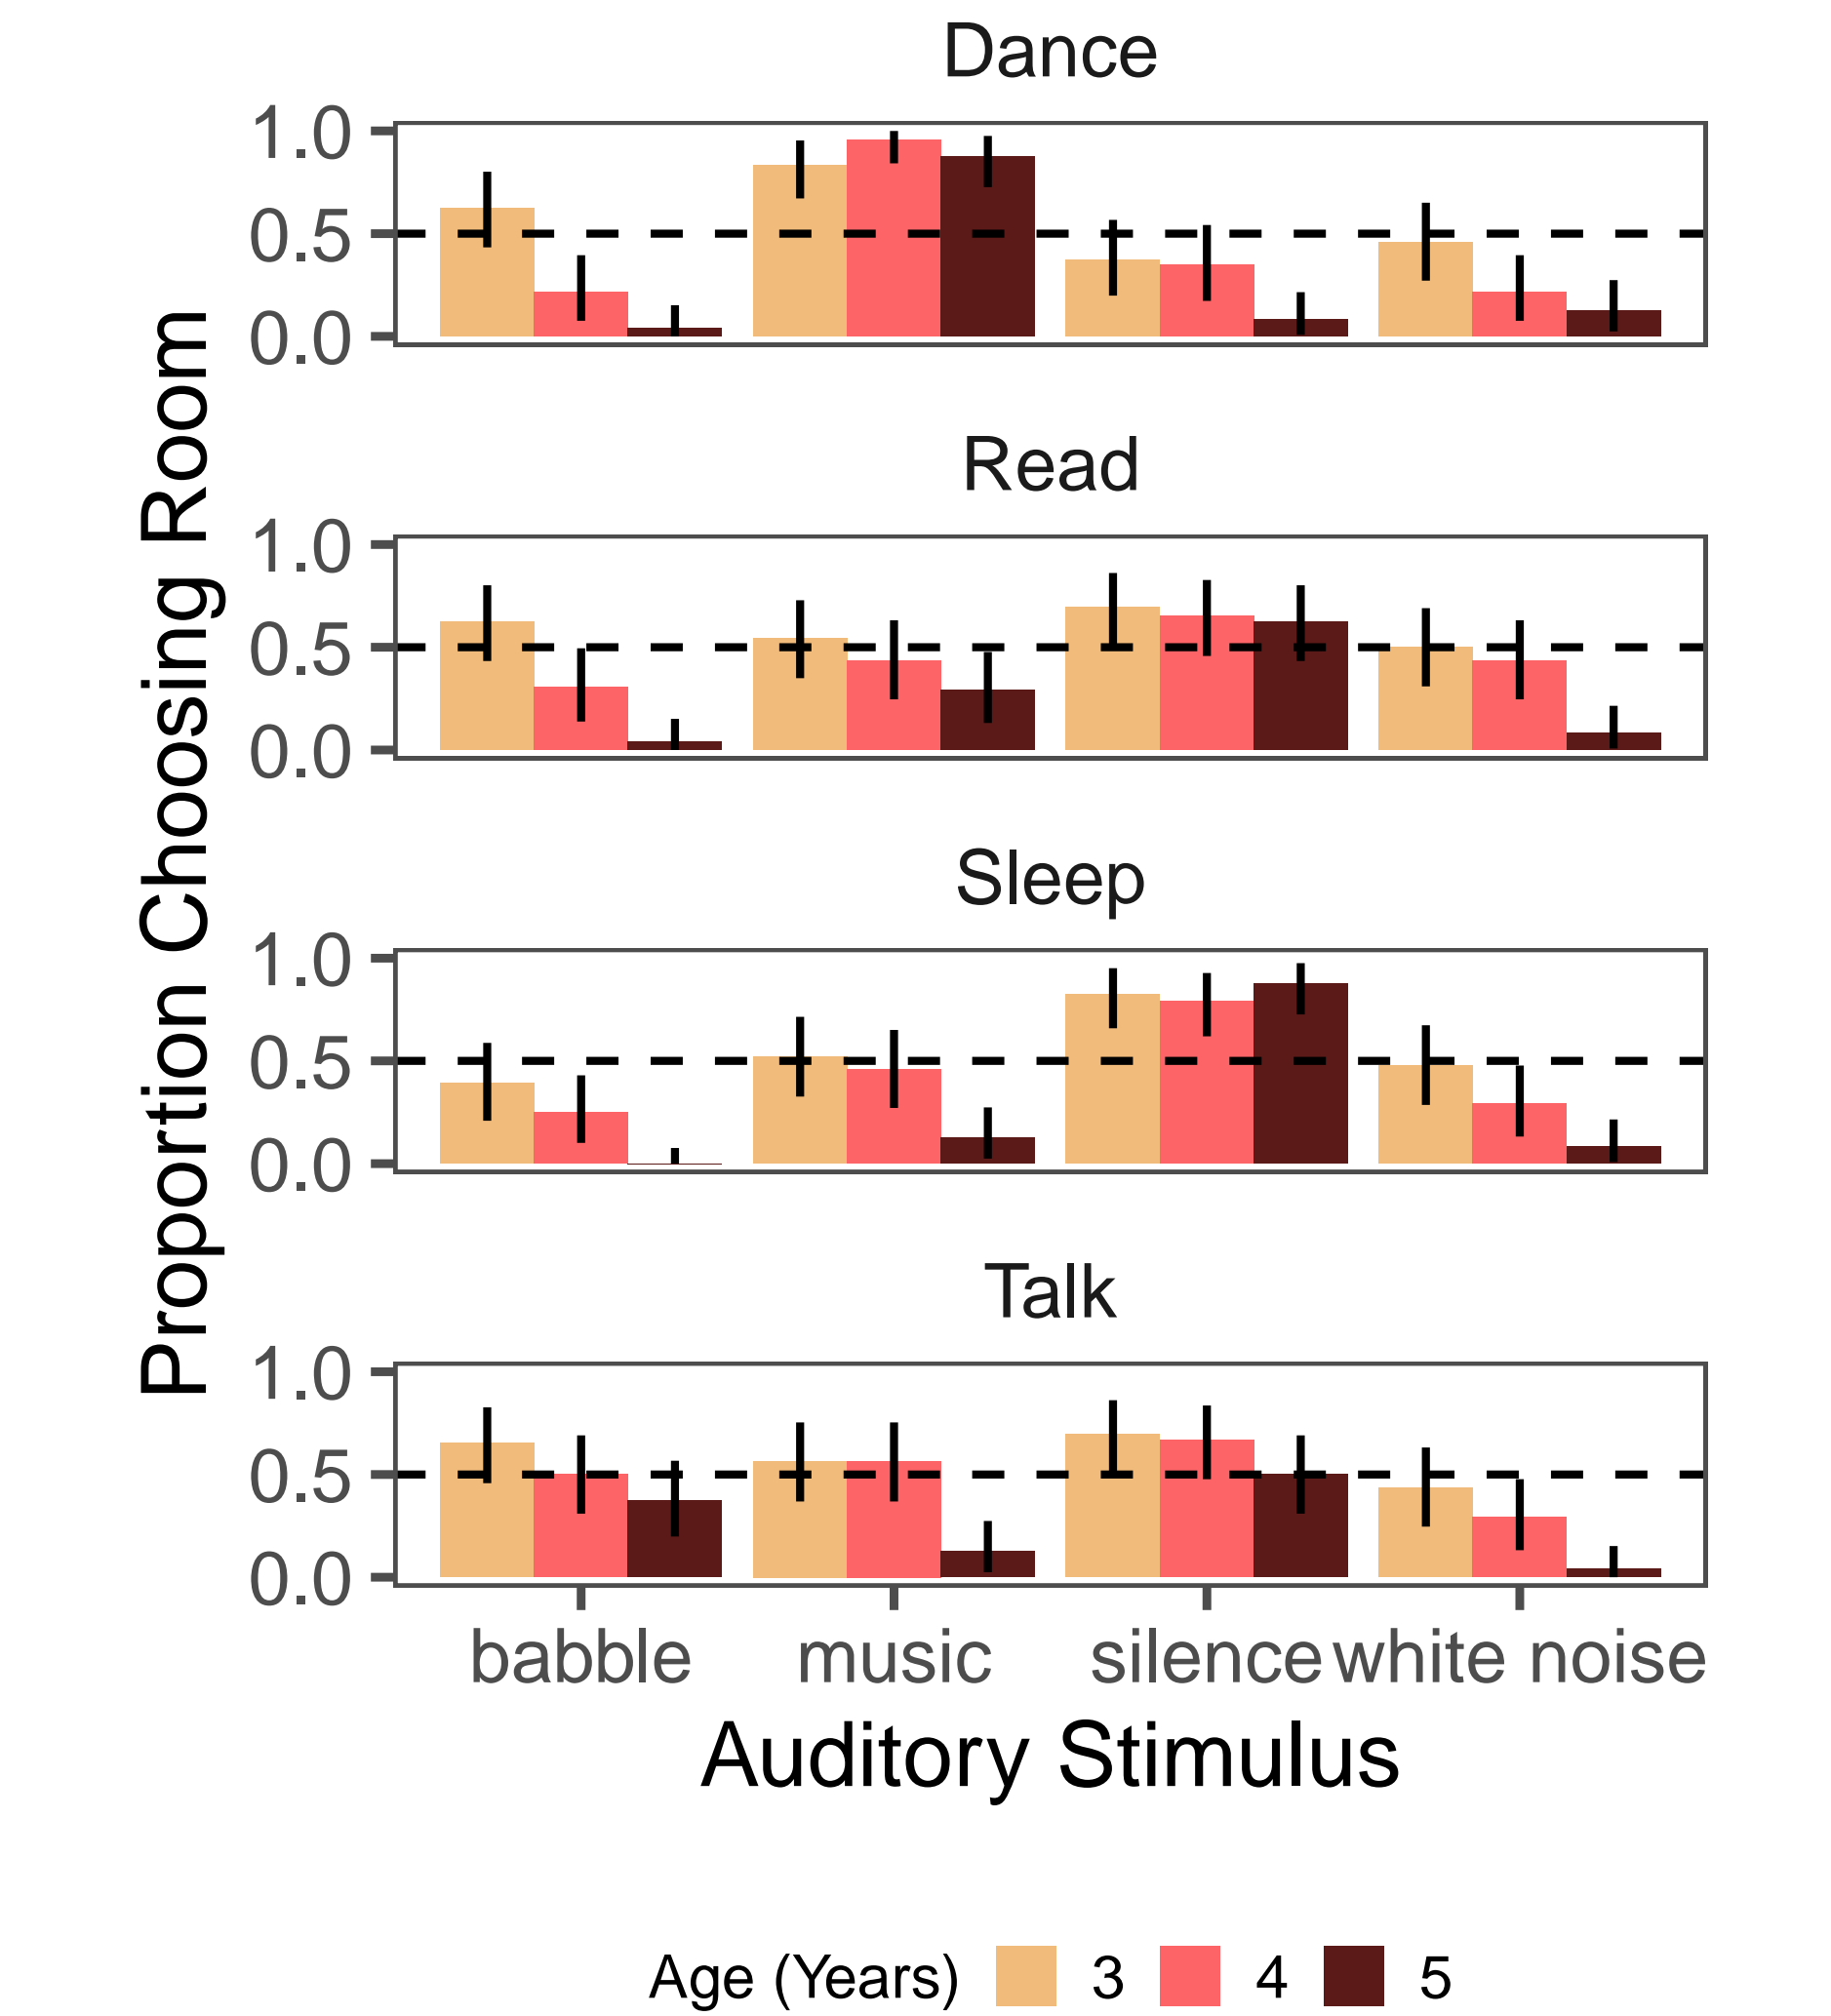 Dance
1.0
0.5
0.0
Read
1.0
0.5
0.0
Sleep
1.0
0.5
0.0
Talk
1.0
0.5
0.0
Proportion Choosing Room
babble music silence white noise
Auditory Stimulus
Age (Years) 3 4 5